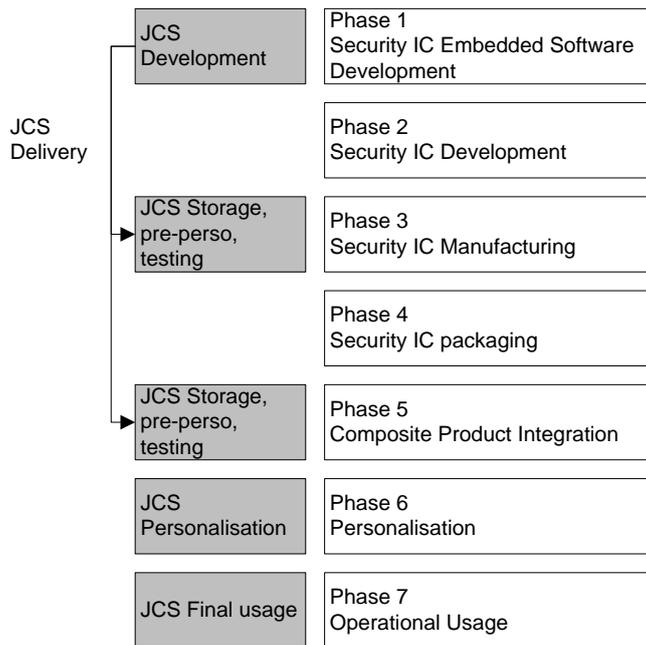 JCS
Development
Phase 1
Security IC Embedded Software
Development
JCS
Delivery
Phase 2
Security IC Development
JCS Storage,
pre-perso,
testing
Phase 3
Security IC Manufacturing
Phase 4
Security IC packaging
JCS Storage,
pre-perso,
testing
Phase 5
Composite Product Integration
JCS
Personalisation
Phase 6
Personalisation
JCS Final usage
Phase 7
Operational Usage